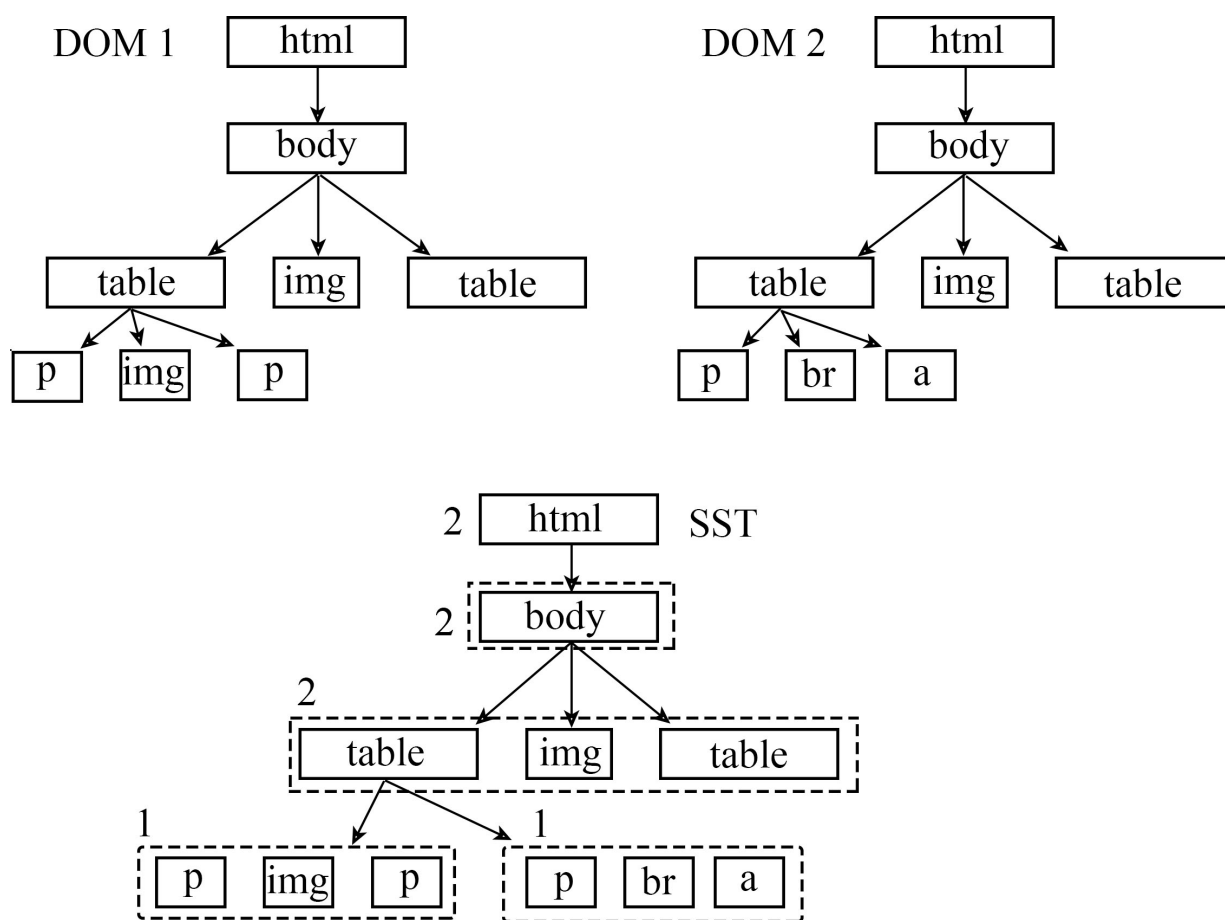 DOM 1 html DOM 2 html
body body
table img table table img table
p img p p br a
2 html SST
2 body
2
table img table
1 1
p img p p br a